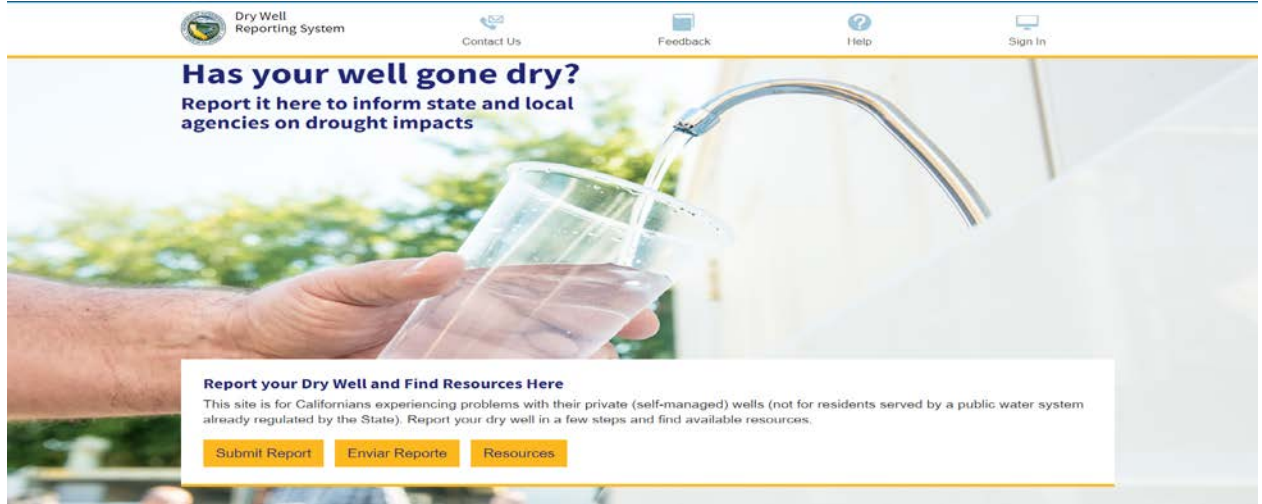 Dry Well
Reporting System
Contact Us
Feedback
Help
Sign In
Has your well gone dry?
Report it here to inform state and local
agencies on drought impacts
Report your Dry Well and Find Resources Here
This site is for Californians experiencing problems with their private (self-managed) wells (not for residents served by a public water system
already regulated by the State). Report your dry well in a few steps and find available resources.
Submit Report
Enviar Reporte
Resources